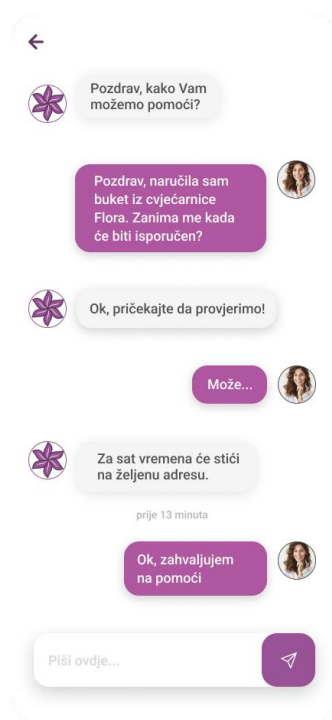 Pozdrav, kako Vam
možemo pomoći?
Pozdrav, naručila sam
buket iz cvjećarnice
Flora. Zanima me kada
će biti isporučen?
Ok, pričekajte da provjerimo!
Može...
Za sat vremena će stići
na željenu adresu.
prije 13 minuta
Ok, zahvaljujem
na pomoći
Piši ovdje...